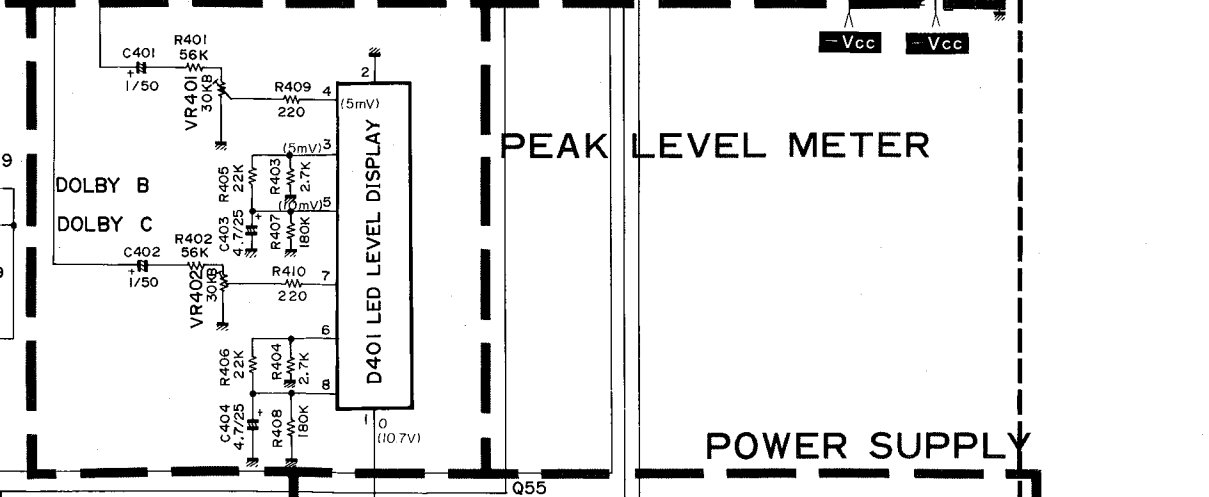 -Vcc
-Vcc
C401
1/50
R401
56K
VR401
30KB
2
R409
220
4
(5mV)
PEAK LEVEL METER
9
DOLBY B
DOLBY C
(5mV)
3
R405
22K
R403
2.7K
(10mV)
5
C403
4.7/25
R407
180K
D401 LED LEVEL DISPLAY
C402
1/50
R402
56K
VR402
30KB
R410
220
7
6
R406
22K
R404
2.7K
8
C404
4.7/25
R408
180K
1
0
(10.7V)
POWER SUPPLY
Q55